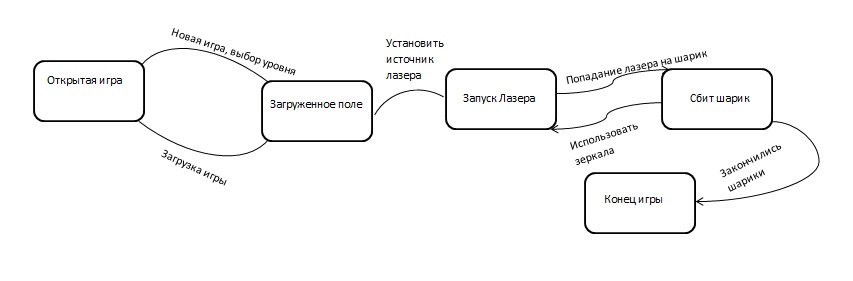 Новая игра, выбор уровня
Открытая игра
Загрузка игры
Загруженное поле
Установить
источник
лазера
Запуск Лазера
Попадание лазера на шарик
Использовать
зеркала
Сбит шарик
Закончились
шарики
Конец игры